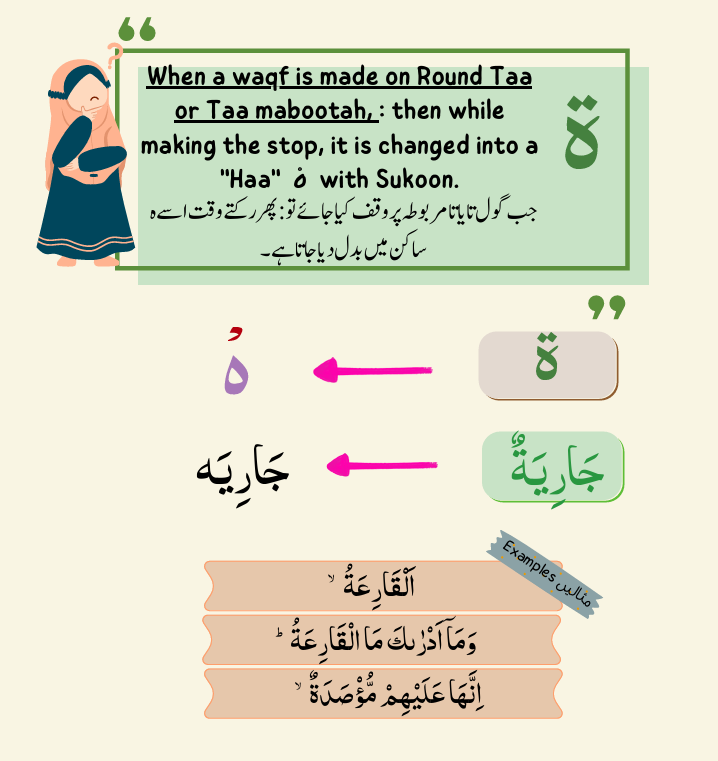 When a waqf is made on Round Taa
or Taa mabootah, : then while
making the stop, it is changed into a
"Haa" هْ with Sukoon.
ة
جب گول تا یا تا مربوطہ پر وقف کیا جائے تو: پھر رکتے وقت اسے ہ
ساکن میں بدل دیا جاتا ہے۔
ة
هْ
جَارِيَةٌ
جَارِيَه
Examples مثالیں
اَلْقَارِعَةُ ۙ
وَمَاۤ اَدْرٰىكَ مَا الْقَارِعَةُ ؕ
اِنَّهَا عَلَيْهِمْ مُّؤْصَدَةٌ ۙ